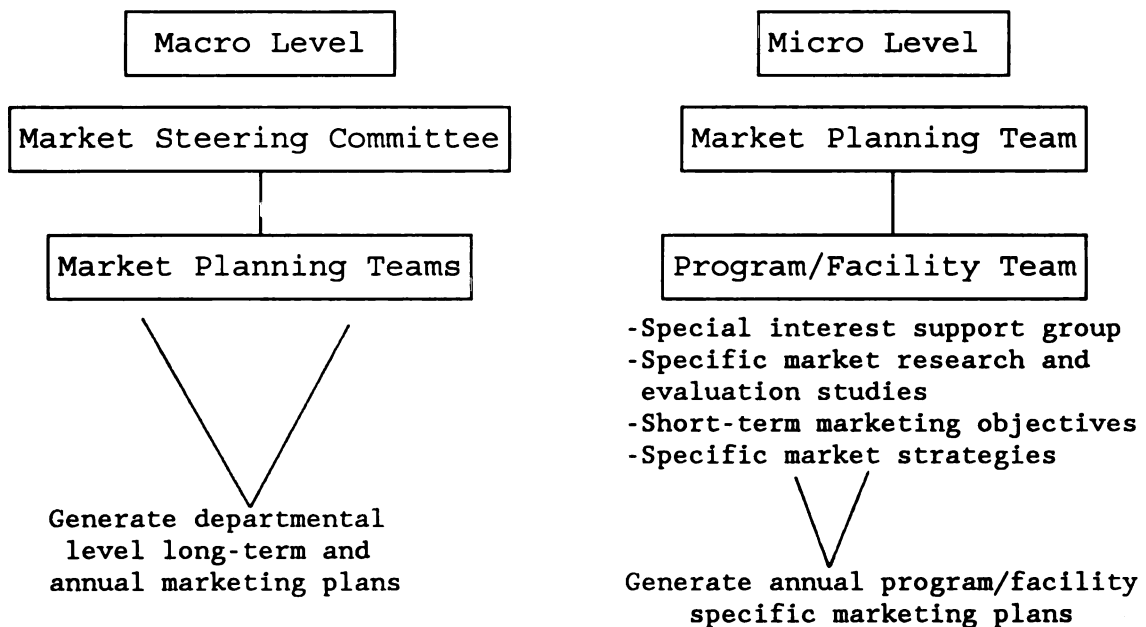 Macro Level
Market Steering Committee
Market Planning Teams
Generate departmental
level long-term and
annual marketing plans
Micro Level
Market Planning Team
Program/Facility Team
-Special interest support group
-Specific market research and
evaluation studies
-Short-term marketing objectives
-Specific market strategies
Generate annual program/facility
specific marketing plans